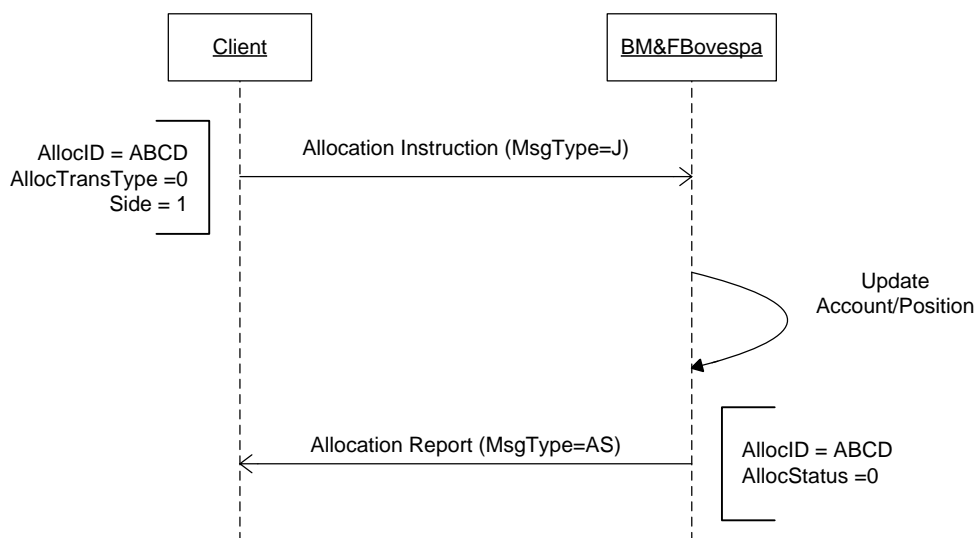 Client
BM&FBovespa
Allocation Instruction (MsgType=J)
AllocID = ABCD
AllocTransType =0
Side = 1
Update
Account/Position
Allocation Report (MsgType=AS)
AllocID = ABCD
AllocStatus =0